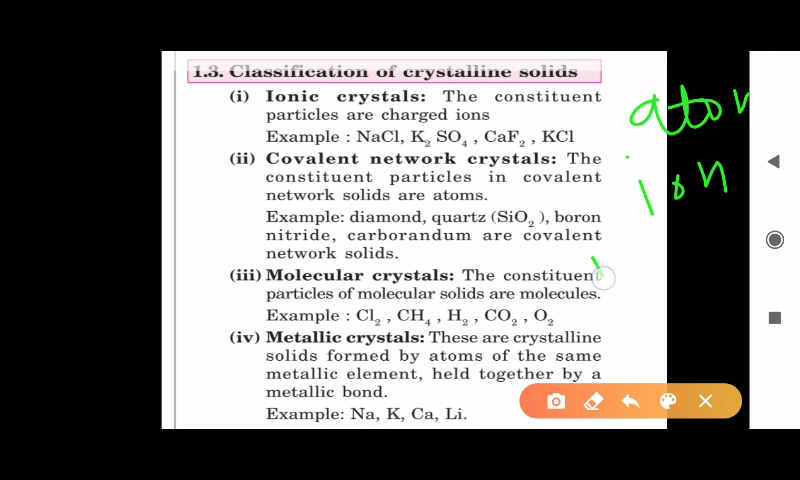 1.3. Classification of crystalline solids
(i) Ionic crystals: The constituent
particles are charged ions
Example : NaCl, K₂ SO₄ , CaF₂ , KCl
(ii) Covalent network crystals: The
constituent particles in covalent
network solids are atoms.
Example: diamond, quartz (SiO₂ ), boron
nitride, carborandum are covalent
network solids.
(iii) Molecular crystals: The constituent
particles of molecular solids are molecules.
Example : Cl₂ , CH₄ , H₂ , CO₂ , O₂
(iv) Metallic crystals: These are crystalline
solids formed by atoms of the same
metallic element, held together by a
metallic bond.
Example: Na, K, Ca, Li.
ion